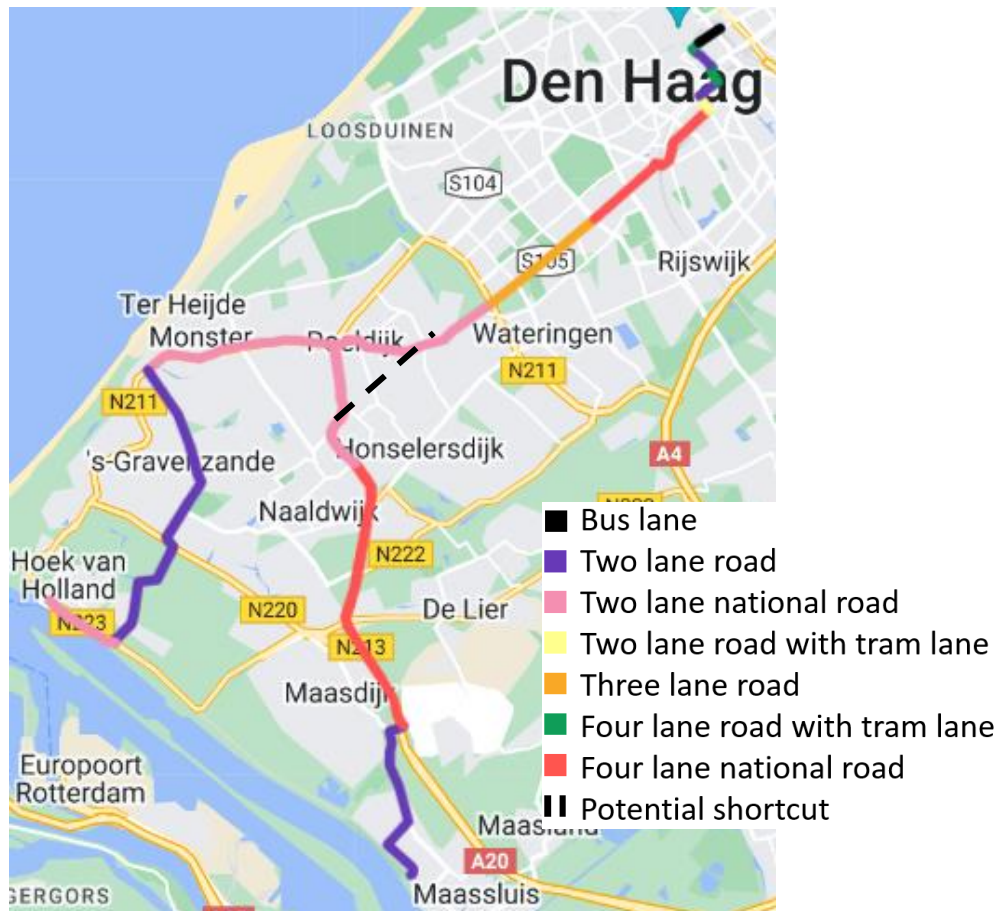 Den Haag
LOOSDUINEN
S104
S105
Rijswijk
Ter Heijde
Monster
Poeldijk
Wateringen
N211
N211
's-Gravenzande
Honselersdijk
A4
Naaldwijk
N222
Hoek van
Holland
N223
N220
De Lier
N213
Maasdijk
Europoort
Rotterdam
Maasland
A20
Maassluis
Bus lane
Two lane road
Two lane national road
Two lane road with tram lane
Three lane road
Four lane road with tram lane
Four lane national road
Potential shortcut